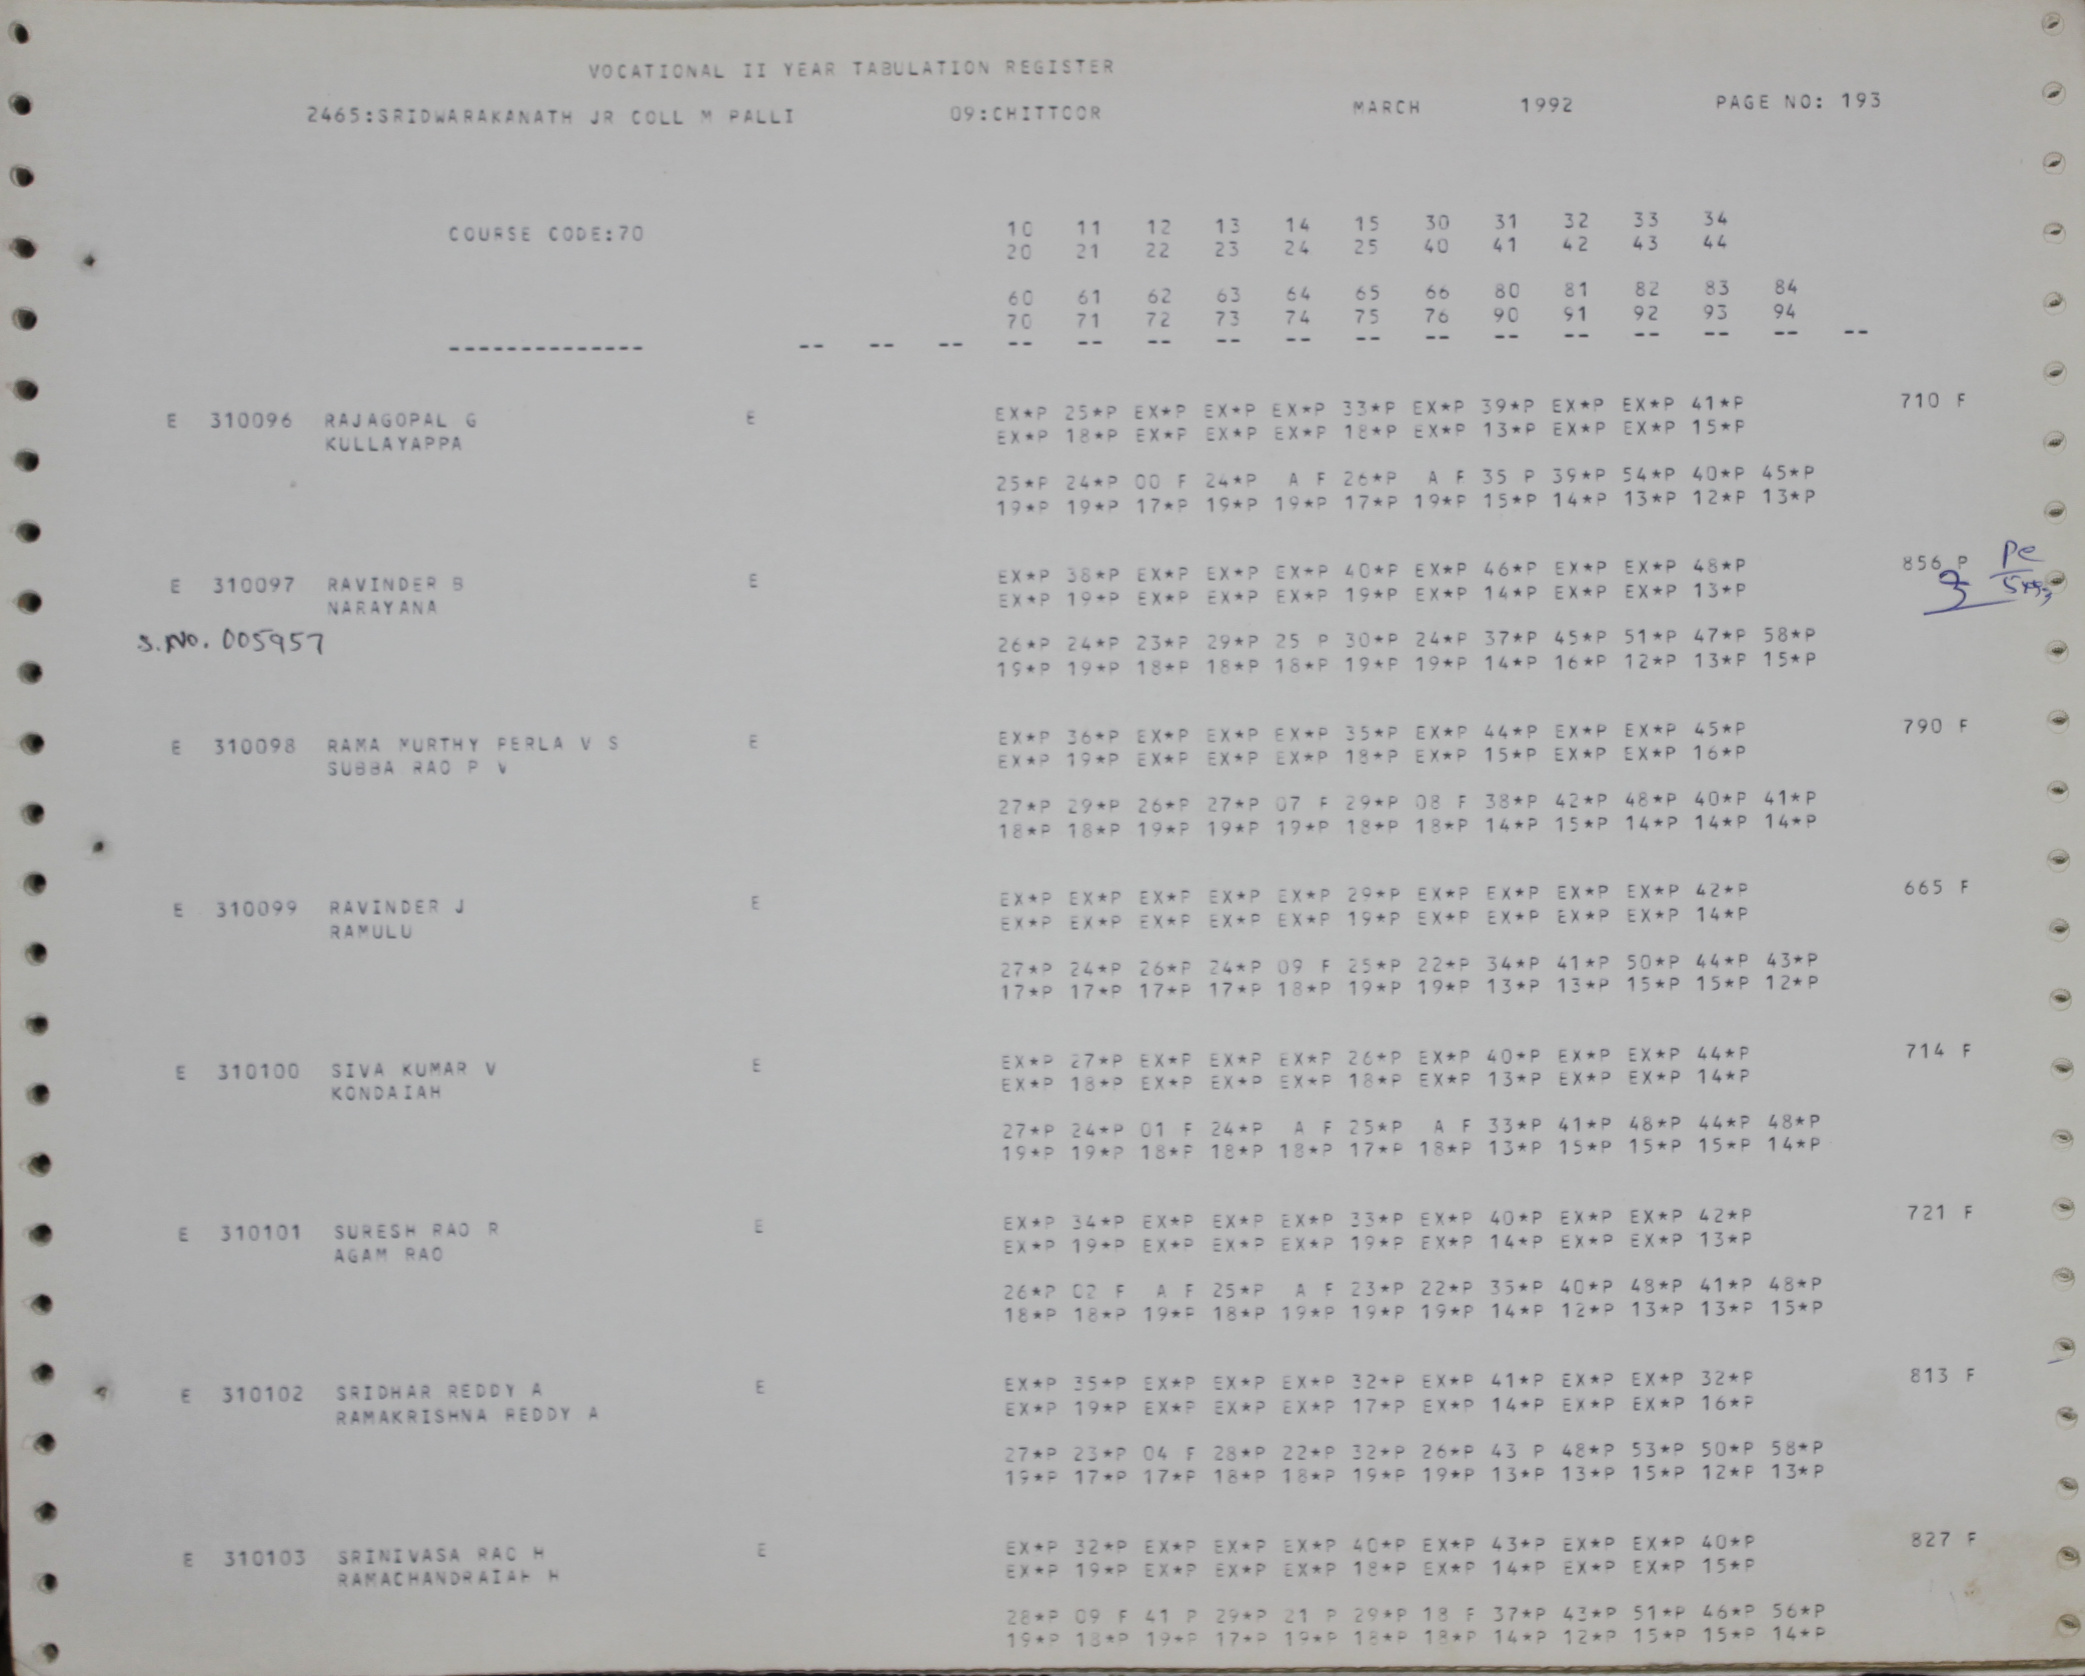 VOCATIONAL II YEAR TABULATION REGISTER
2465:SRIDWARAKANATH JR COLL M PALLI 09:CHITTOOR MARCH 1992 PAGE NO: 193
COURSE CODE:70 10 11 12 13 14 15 30 31 32 33 34
20 21 22 23 24 25 40 41 42 43 44
60 61 62 63 64 65 66 80 81 82 83 84
70 71 72 73 74 75 76 90 91 92 93 94
-------------- -- -- -- -- -- -- -- -- -- -- -- -- -- -- -- --
E 310096 RAJAGOPAL G E EX*P 25*P EX*P EX*P EX*P 33*P EX*P 39*P EX*P EX*P 41*P 710 F
KULLAYAPPA EX*P 18*P EX*P EX*P EX*P 18*P EX*P 13*P EX*P EX*P 15*P
25*P 24*P 00 F 24*P A F 26*P A F 35 P 39*P 54*P 40*P 45*P
19*P 19*P 17*P 19*P 19*P 17*P 19*P 15*P 14*P 13*P 12*P 13*P
E 310097 RAVINDER B E EX*P 38*P EX*P EX*P EX*P 40*P EX*P 46*P EX*P EX*P 48*P 856 P
NARAYANA EX*P 19*P EX*P EX*P EX*P 19*P EX*P 14*P EX*P EX*P 13*P
S.No. 005957 26*P 24*P 23*P 29*P 25 P 30*P 24*P 37*P 45*P 51*P 47*P 58*P
19*P 19*P 18*P 18*P 18*P 19*P 19*P 14*P 16*P 12*P 13*P 15*P
E 310098 RAMA MURTHY PERLA V S E EX*P 36*P EX*P EX*P EX*P 35*P EX*P 44*P EX*P EX*P 45*P 790 F
SUBBA RAO P V EX*P 19*P EX*P EX*P EX*P 18*P EX*P 15*P EX*P EX*P 16*P
27*P 29*P 26*P 27*P 07 F 29*P 08 F 38*P 42*P 48*P 40*P 41*P
18*P 18*P 19*P 19*P 19*P 18*P 18*P 14*P 15*P 14*P 14*P 14*P
E 310099 RAVINDER J E EX*P EX*P EX*P EX*P EX*P 29*P EX*P EX*P EX*P EX*P 42*P 665 F
RAMULU EX*P EX*P EX*P EX*P EX*P 19*P EX*P EX*P EX*P EX*P 14*P
27*P 24*P 26*P 24*P 09 F 25*P 22*P 34*P 41*P 50*P 44*P 43*P
17*P 17*P 17*P 17*P 18*P 19*P 19*P 13*P 13*P 15*P 15*P 12*P
E 310100 SIVA KUMAR V E EX*P 27*P EX*P EX*P EX*P 26*P EX*P 40*P EX*P EX*P 44*P 714 F
KONDAIAH EX*P 18*P EX*P EX*P EX*P 18*P EX*P 13*P EX*P EX*P 14*P
27*P 24*P 01 F 24*P A F 25*P A F 33*P 41*P 48*P 44*P 48*P
19*P 19*P 18*P 18*P 18*P 17*P 18*P 13*P 15*P 15*P 15*P 14*P
E 310101 SURESH RAO R E EX*P 34*P EX*P EX*P EX*P 33*P EX*P 40*P EX*P EX*P 42*P 721 F
AGAM RAO EX*P 19*P EX*P EX*P EX*P 19*P EX*P 14*P EX*P EX*P 13*P
26*P 02 F A F 25*P A F 23*P 22*P 35*P 40*P 48*P 41*P 48*P
18*P 18*P 19*P 18*P 19*P 19*P 19*P 14*P 12*P 13*P 13*P 15*P
E 310102 SRIDHAR REDDY A E EX*P 35*P EX*P EX*P EX*P 32*P EX*P 41*P EX*P EX*P 32*P 813 F
RAMAKRISHNA REDDY A EX*P 19*P EX*P EX*P EX*P 17*P EX*P 14*P EX*P EX*P 16*P
27*P 23*P 04 F 28*P 22*P 32*P 26*P 43 P 48*P 53*P 50*P 58*P
19*P 17*P 17*P 18*P 18*P 19*P 19*P 13*P 13*P 15*P 12*P 13*P
E 310103 SRINIVASA RAO H E EX*P 32*P EX*P EX*P EX*P 40*P EX*P 43*P EX*P EX*P 40*P 827 F
RAMACHANDRAIAH H EX*P 19*P EX*P EX*P EX*P 18*P EX*P 14*P EX*P EX*P 15*P
28*P 09 F 41 P 29*P 21 P 29*P 18 F 37*P 43*P 51*P 46*P 56*P
19*P 18*P 19*P 17*P 19*P 18*P 18*P 14*P 12*P 15*P 15*P 14*P